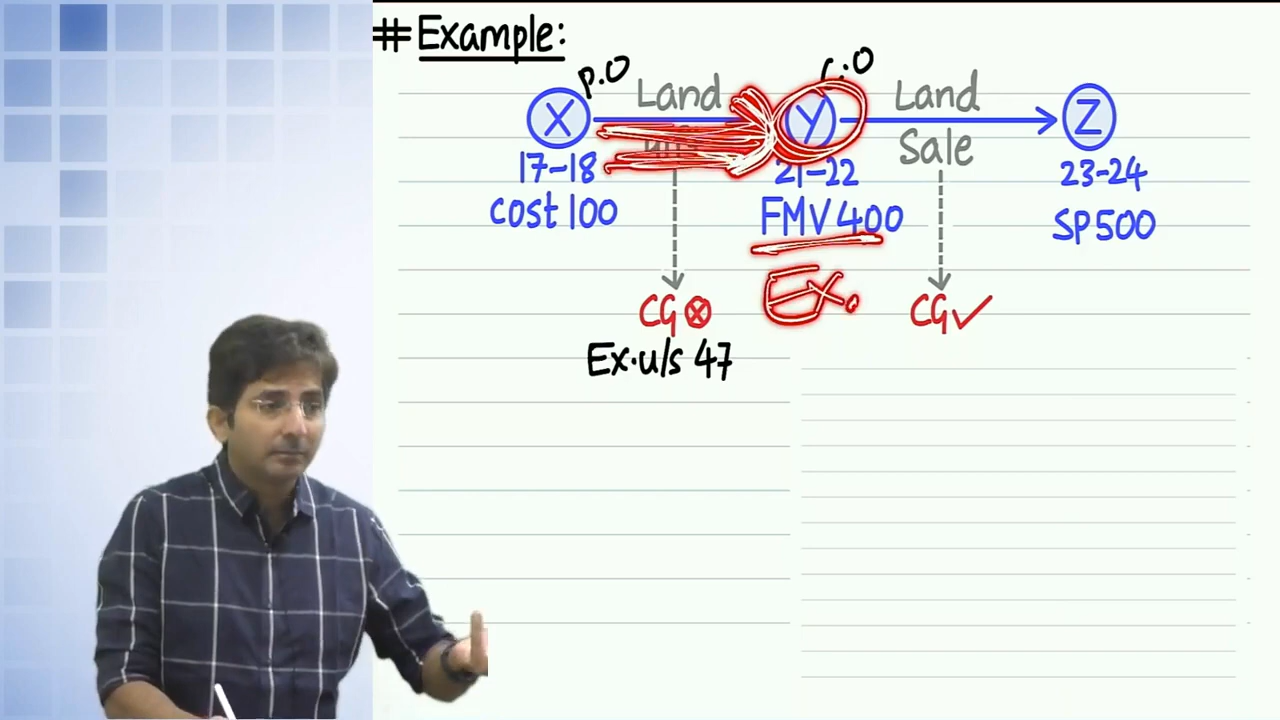 # Example:
P.O
C.O
X
Land
Y
Land
Z
Sale
17-18
21-22
23-24
Cost 100
FMV 400
SP 500
Ex.
CG ⊗
CG ✓
Ex. u/s 47